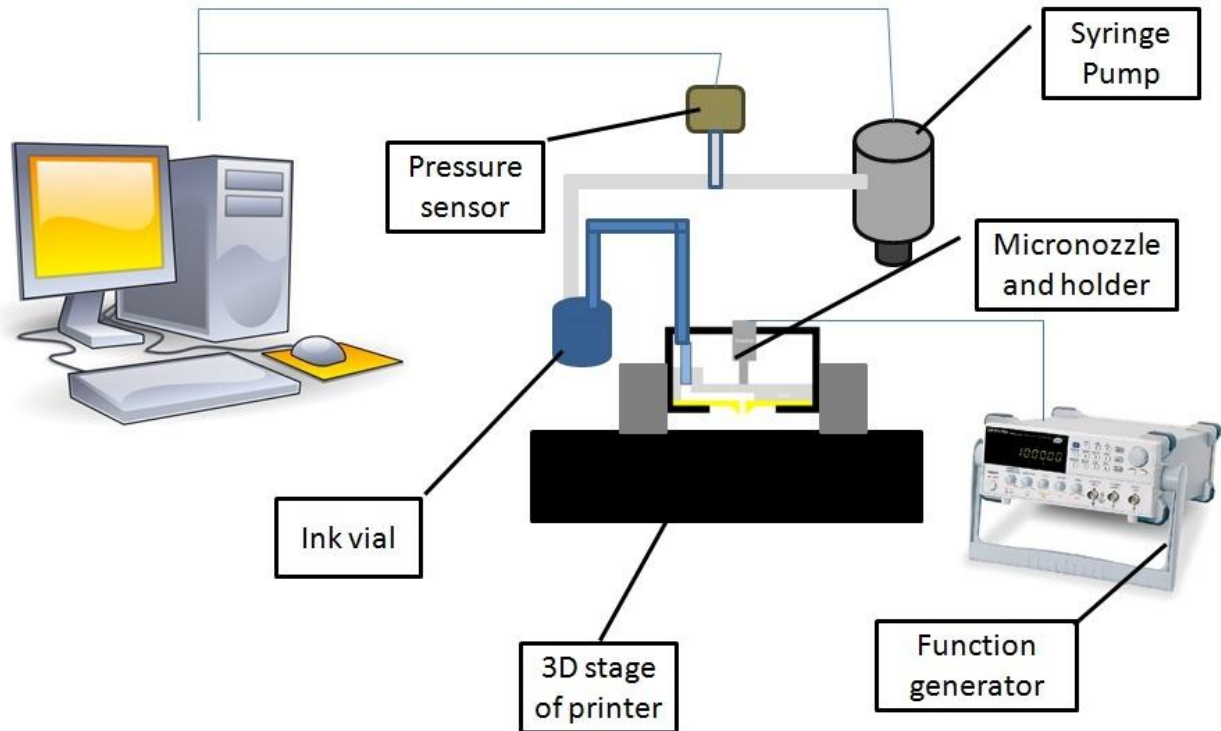 Syringe
Pump
Pressure
sensor
Micronozzle
and holder
Ink vial
3D stage
of printer
Function
generator